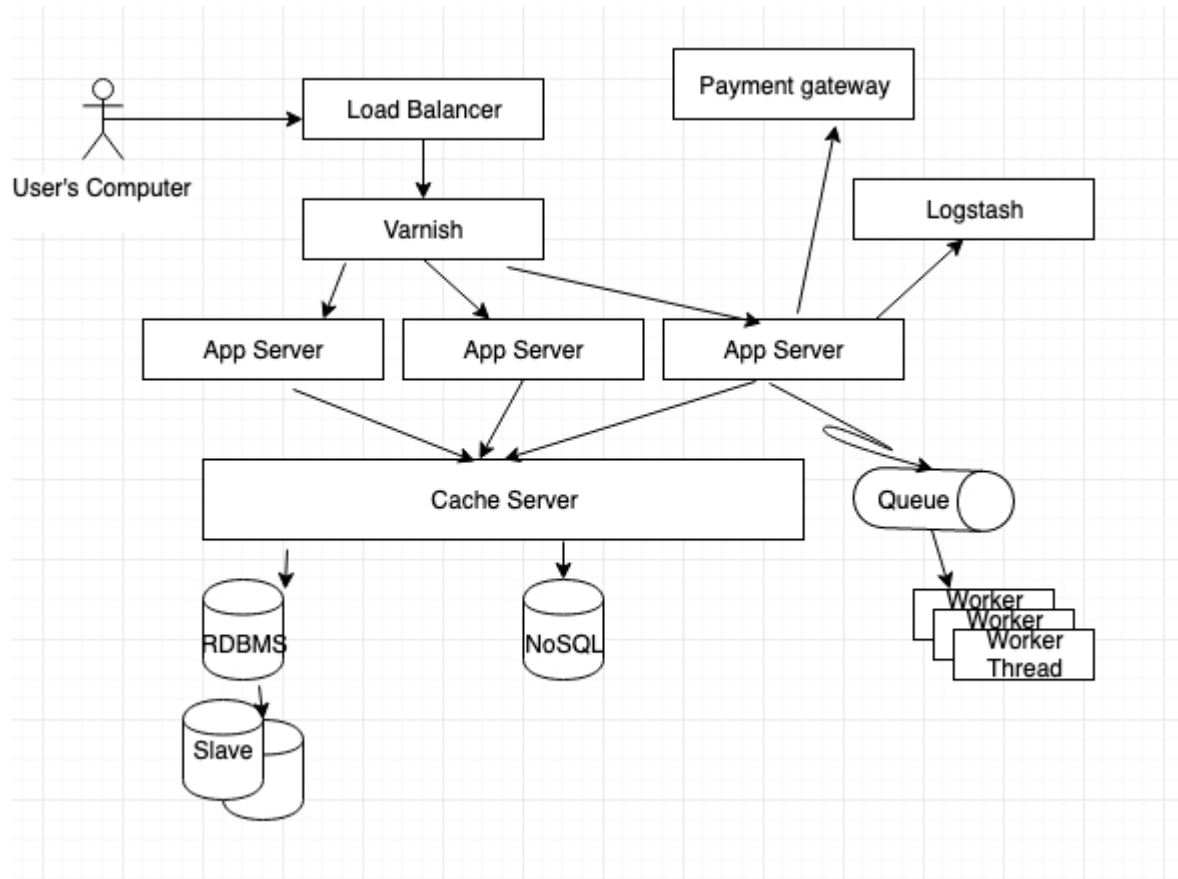 Payment gateway
Load Balancer
User's Computer
Logstash
Varnish
App Server
App Server
App Server
Cache Server
Queue
RDBMS
NoSQL
Worker
Worker
Worker
Thread
Slave